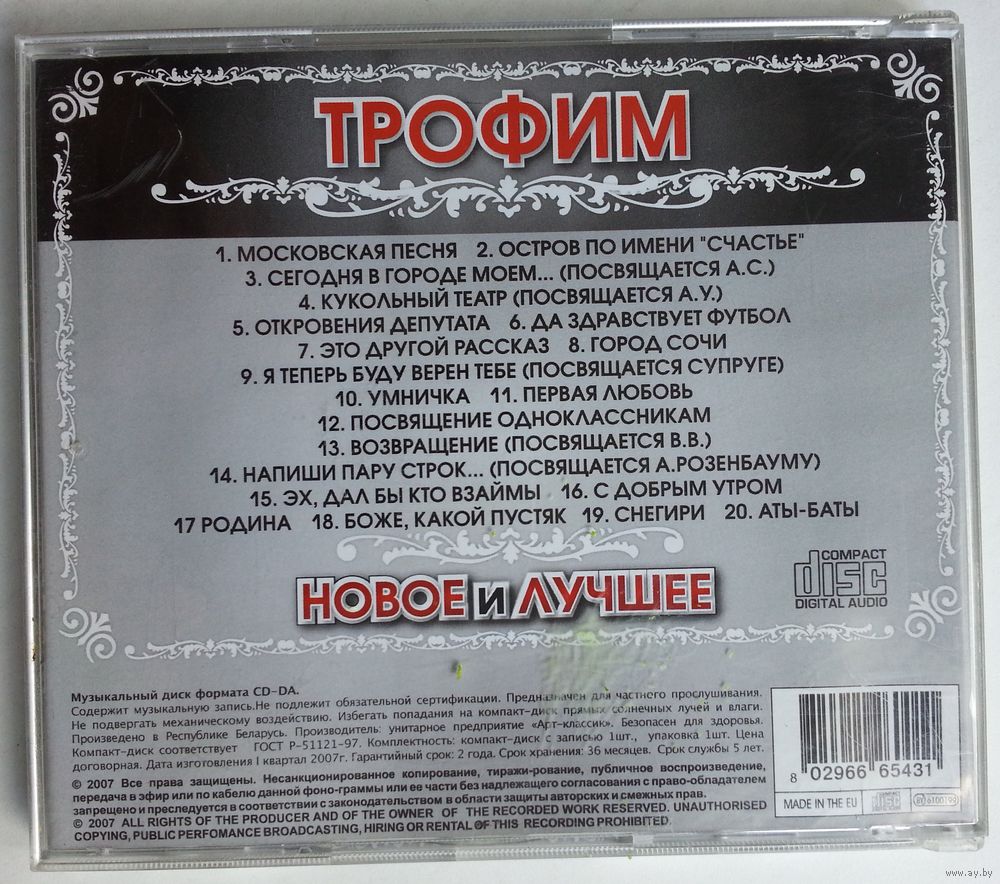 ТРОФИМ
1. МОСКОВСКАЯ ПЕСНЯ 2. ОСТРОВ ПО ИМЕНИ "СЧАСТЬЕ"
3. СЕГОДНЯ В ГОРОДЕ МОЕМ... (ПОСВЯЩАЕТСЯ А.С.)
4. КУКОЛЬНЫЙ ТЕАТР (ПОСВЯЩАЕТСЯ А.У.)
5. ОТКРОВЕНИЯ ДЕПУТАТА 6. ДА ЗДРАВСТВУЕТ ФУТБОЛ
7. ЭТО ДРУГОЙ РАССКАЗ 8. ГОРОД СОЧИ
9. Я ТЕПЕРЬ БУДУ ВЕРЕН ТЕБЕ (ПОСВЯЩАЕТСЯ СУПРУГЕ)
10. УМНИЧКА 11. ПЕРВАЯ ЛЮБОВЬ
12. ПОСВЯЩЕНИЕ ОДНОКЛАССНИКАМ
13. ВОЗВРАЩЕНИЕ (ПОСВЯЩАЕТСЯ В.В.)
14. НАПИШИ ПАРУ СТРОК... (ПОСВЯЩАЕТСЯ А.РОЗЕНБАУМУ)
15. ЭХ, ДАЛ БЫ КТО ВЗАЙМЫ 16. С ДОБРЫМ УТРОМ
17 РОДИНА 18. БОЖЕ, КАКОЙ ПУСТЯК 19. СНЕГИРИ 20. АТЫ-БАТЫ
НОВОЕ И ЛУЧШЕЕ
COMPACT
disc
DIGITAL AUDIO
Музыкальный диск формата CD-DA.
Содержит музыкальную запись.Не подлежит обязательной сертификации. Предназначен для частного прослушивания.
Не подвергать механическому воздействию. Избегать попадания на компакт-диск прямых солнечных лучей и влаги.
Произведено в Республике Беларусь. Производитель: унитарное предприятие «Арт-классик». Безопасен для здоровья.
Компакт-диск соответствует ГОСТ Р-51121-97. Комплектность: компакт-диск с записью 1шт., упаковка 1шт. Цена
договорная. Дата изготовления I квартал 2007г. Гарантийный срок: 2 года. Срок хранения: 36 месяцев. Срок службы 5 лет.
© 2007 Все права защищены. Несанкционированное копирование, тиражи-рование, публичное воспроизведение,
передача в эфир или по кабелю данной фоно-граммы или ее части без надлежащего согласования с право-обладателем
запрещено и преследуется в соответствии с законодательством в области защиты авторских и смежных прав.
© 2007 ALL RIGHTS OF THE PRODUCER AND OF THE OWNER OF THE RECORDED WORK RESERVED. UNAUTHORISED
COPYING, PUBLIC PERFOMANCE BROADCASTING, HIRING OR RENTAL OF THIS RECORDING PROHIBITED.
8 02966 65431
MADE IN THE EU
www.ay.by